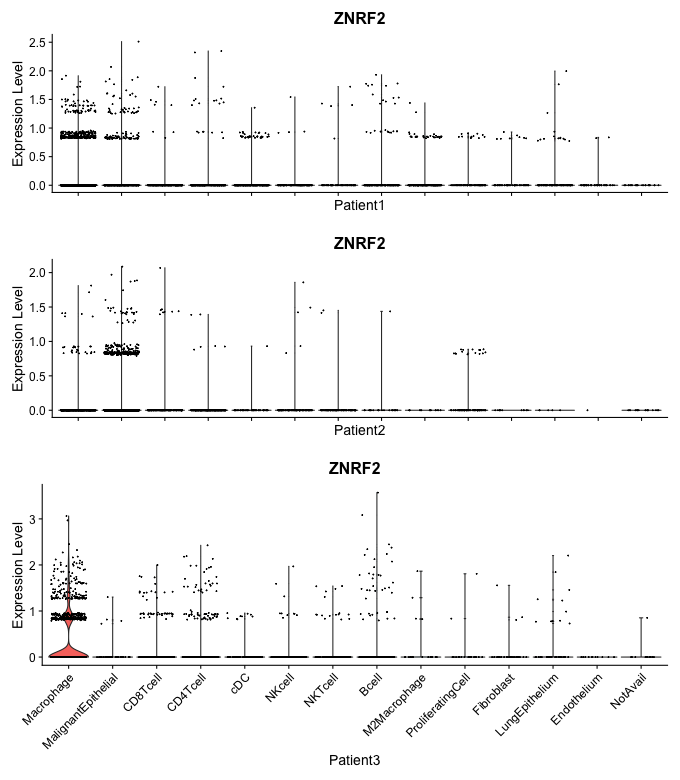 ZNRF2
Expression Level
2.5
2.0
1.5
1.0
0.5
0.0
Patient1
ZNRF2
Expression Level
2.0
1.5
1.0
0.5
0.0
Patient2
ZNRF2
Expression Level
3
2
1
0
Macrophage
MalignantEpithelial
CD8Tcell
CD4Tcell
cDC
NKcell
NKTcell
Bcell
M2Macrophage
ProliferatingCell
Fibroblast
LungEpithelium
Endothelium
NotAvail
Patient3